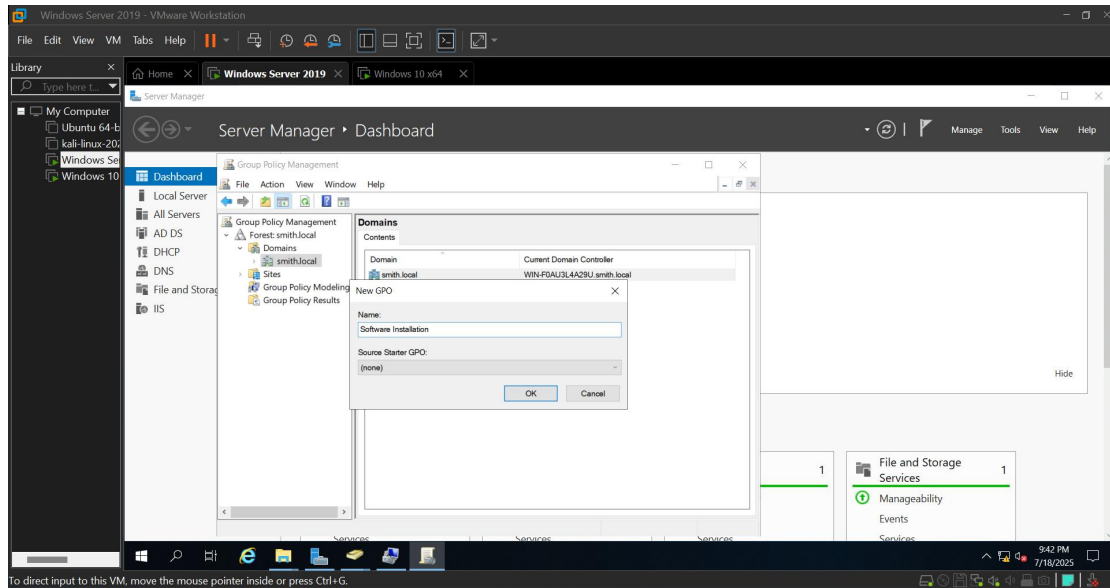 Windows Server 2019 - VMware Workstation
File Edit View VM Tabs Help
Library
Type here t...
Home
Windows Server 2019
Windows 10 x64
My Computer
Ubuntu 64-b
kali-linux-202
Windows Se
Windows 10
Server Manager
Server Manager Dashboard
Manage Tools View Help
Dashboard
Local Server
All Servers
AD DS
DHCP
DNS
File and Storag
IIS
Group Policy Management
File Action View Window Help
Group Policy Management
Forest: smith.local
Domains
smith.local
Sites
Group Policy Modeling
Group Policy Results
Domains
Contents
Domain Current Domain Controller
smith.local WIN-F0AU3L4A29U.smith.local
New GPO
Name:
Software Installation
Source Starter GPO:
(none)
OK Cancel
Hide
1
File and Storage
Services
1
Manageability
Events
Services
Services Services Services
9:42 PM
7/18/2025
To direct input to this VM, move the mouse pointer inside or press Ctrl+G.